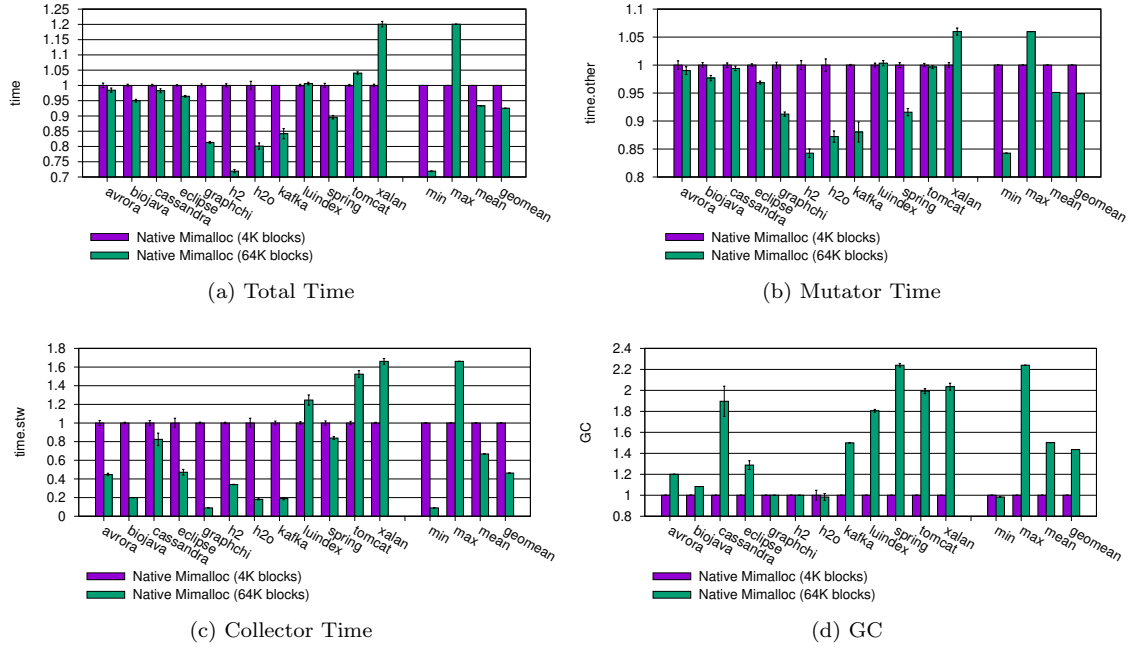 1.25
1.2
1.15
1.1
1.05
1
0.95
0.9
0.85
0.8
0.75
0.7
time
avrora
biojava
cassandra
eclipse
graphchi
h2
h2o
kafka
luindex
spring
tomcat
xalan
min
max
mean
geomean
Native Mimalloc (4K blocks)
Native Mimalloc (64K blocks)
(a) Total Time
1.1
1.05
1
0.95
0.9
0.85
0.8
time.other
avrora
biojava
cassandra
eclipse
graphchi
h2
h2o
kafka
luindex
spring
tomcat
xalan
min
max
mean
geomean
Native Mimalloc (4K blocks)
Native Mimalloc (64K blocks)
(b) Mutator Time
1.8
1.6
1.4
1.2
1
0.8
0.6
0.4
0.2
0
time.stw
avrora
biojava
cassandra
eclipse
graphchi
h2
h2o
kafka
luindex
spring
tomcat
xalan
min
max
mean
geomean
Native Mimalloc (4K blocks)
Native Mimalloc (64K blocks)
(c) Collector Time
2.4
2.2
2
1.8
1.6
1.4
1.2
1
0.8
GC
avrora
biojava
cassandra
eclipse
graphchi
h2
h2o
kafka
luindex
spring
tomcat
xalan
min
max
mean
geomean
Native Mimalloc (4K blocks)
Native Mimalloc (64K blocks)
(d) GC